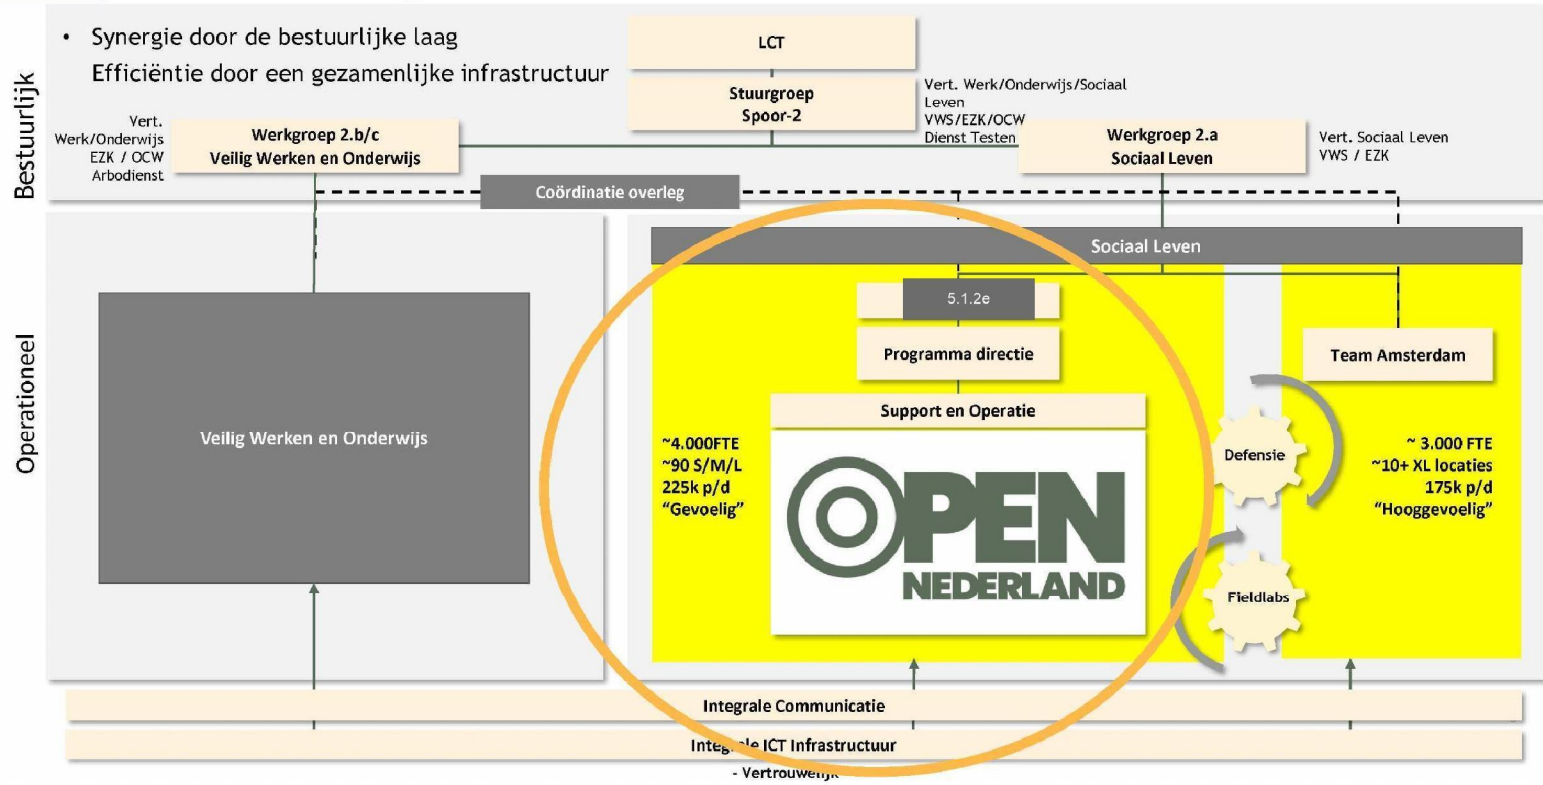 • Synergie door de bestuurlijke laag
Efficiëntie door een gezamenlijke infrastructuur
LCT
Stuurgroep
Spoor-2
Vert. Werk/Onderwijs/Sociaal
Leven
VWS/EZK/OCW
Dienst Testen
Bestuurlijk
Vert.
Werk/Onderwijs
EZK / OCW
Arbodienst
Werkgroep 2.b/c
Veilig Werken en Onderwijs
Werkgroep 2.a
Sociaal Leven
Vert. Sociaal Leven
VWS / EZK
Coördinatie overleg
Operationeel
Sociaal Leven
5.1.2e
Programma directie
Team Amsterdam
Support en Operatie
Veilig Werken en Onderwijs
~4.000FTE
~90 S/M/L
225k p/d
“Gevoelig”
OPEN
NEDERLAND
Defensie
Fieldlabs
~ 3.000 FTE
~10+ XL locaties
175k p/d
“Hooggevoelig”
Integrale Communicatie
Integrale ICT Infrastructuur
- Vertrouwelijk